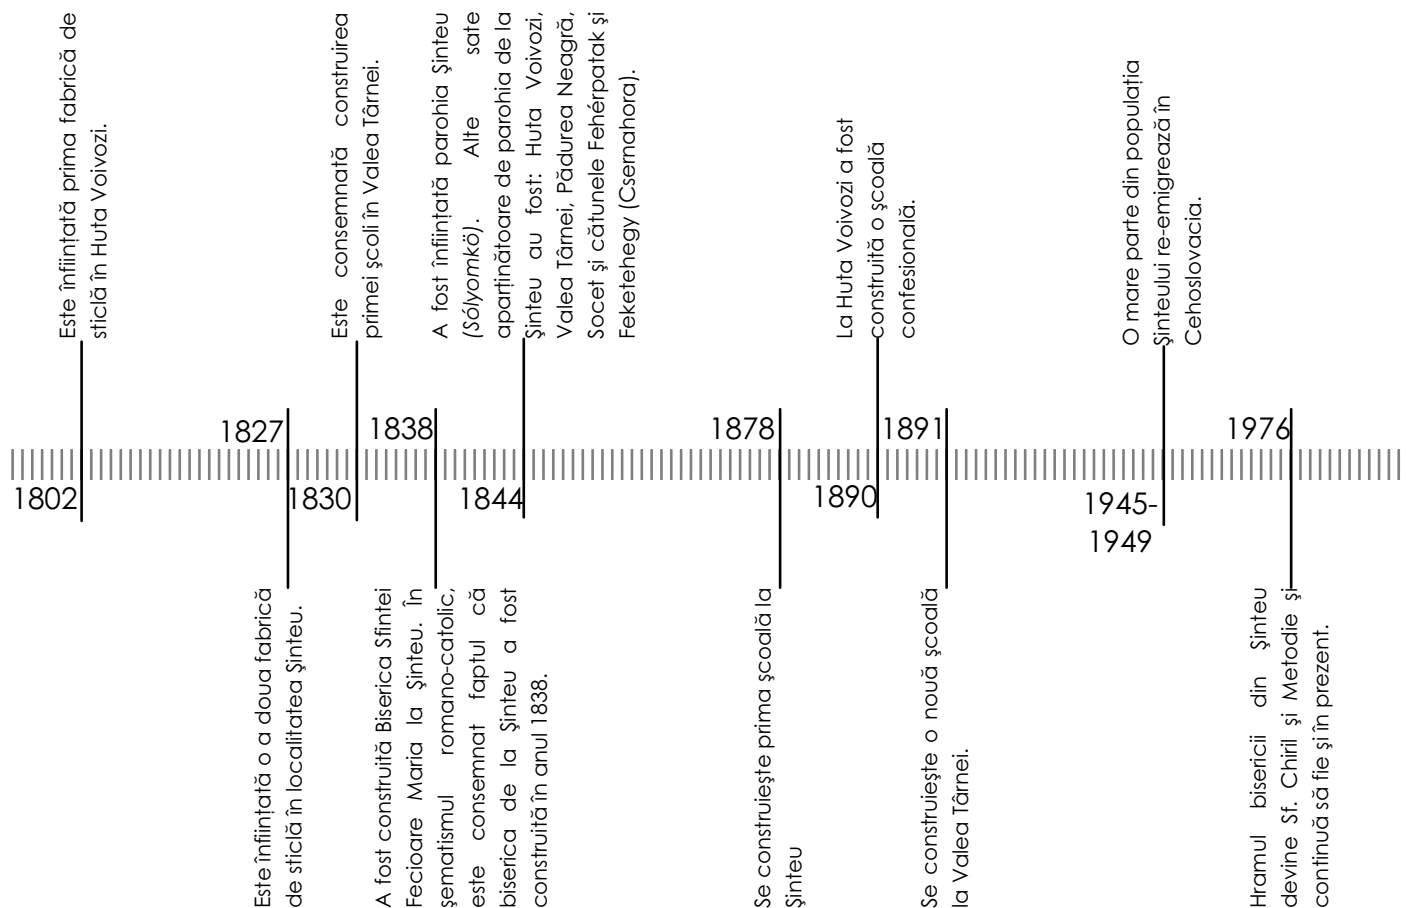 1802
Este înființată prima fabrică de
sticlă în Huta Voivozi.
1827
Este înființată o a doua fabrică
de sticlă în localitatea Șinteu.
1830
Este consemnată construirea
primei școli în Valea Târnei.
1838
A fost construită Biserica Sfintei
Fecioare Maria la Șinteu. În
șematismul romano-catolic,
este consemnat faptul că
biserica de la Șinteu a fost
construită în anul 1838.
1844
A fost înființată parohia Șinteu
(Sólyomkö). Alte sate
aparținătoare de parohia de la
Șinteu au fost: Huta Voivozi,
Valea Târnei, Pădurea Neagră,
Socet și cătunele Fehérpatak și
Feketehegy (Csernahora).
1878
Se construiește prima școală la
Șinteu
1890
La Huta Voivozi a fost
construită o școală
confesională.
1891
Se construiește o nouă școală
la Valea Târnei.
1945-
1949
O mare parte din populația
Șinteului re-emigrează în
Cehoslovacia.
1976
Hramul bisericii din Șinteu
devine Sf. Chiril și Metodie și
continuă să fie și în prezent.